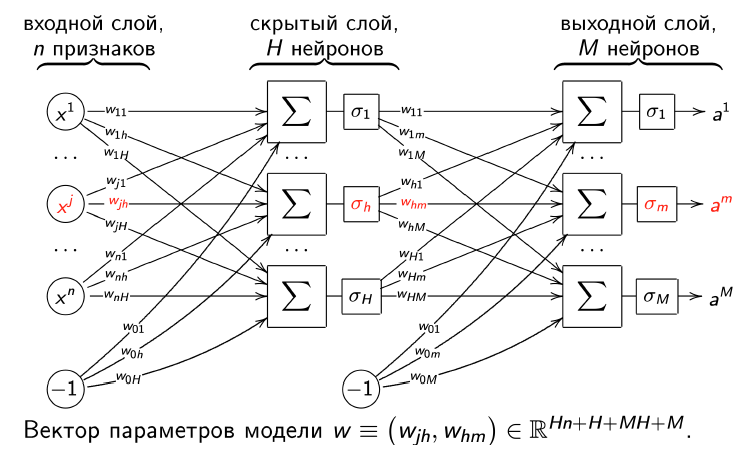 входной слой,
n признаков
скрытый слой,
H нейронов
выходной слой,
M нейронов
x¹ w₁₁ ∑ σ₁ w₁₁ ∑ σ₁ a¹
w₁ₕ w₁ₘ
w₁H w₁M
· · · · · · · · ·
wⱼ₁ wₕ₁
xʲ wⱼₕ ∑ σₕ wₕₘ ∑ σₘ aᵐ
wⱼH wₕM
· · · · · · · · ·
wₙ₁ wH₁
wₙₕ wHₘ
xⁿ wₙH ∑ σH wHM ∑ σM aᴹ
w₀₁ w₀₁
w₀ₕ w₀ₘ
w₀H w₀M
−1 −1
Вектор параметров модели w ≡ (wⱼₕ, wₕₘ) ∈ ℝ^{Hn+H+MH+M}.